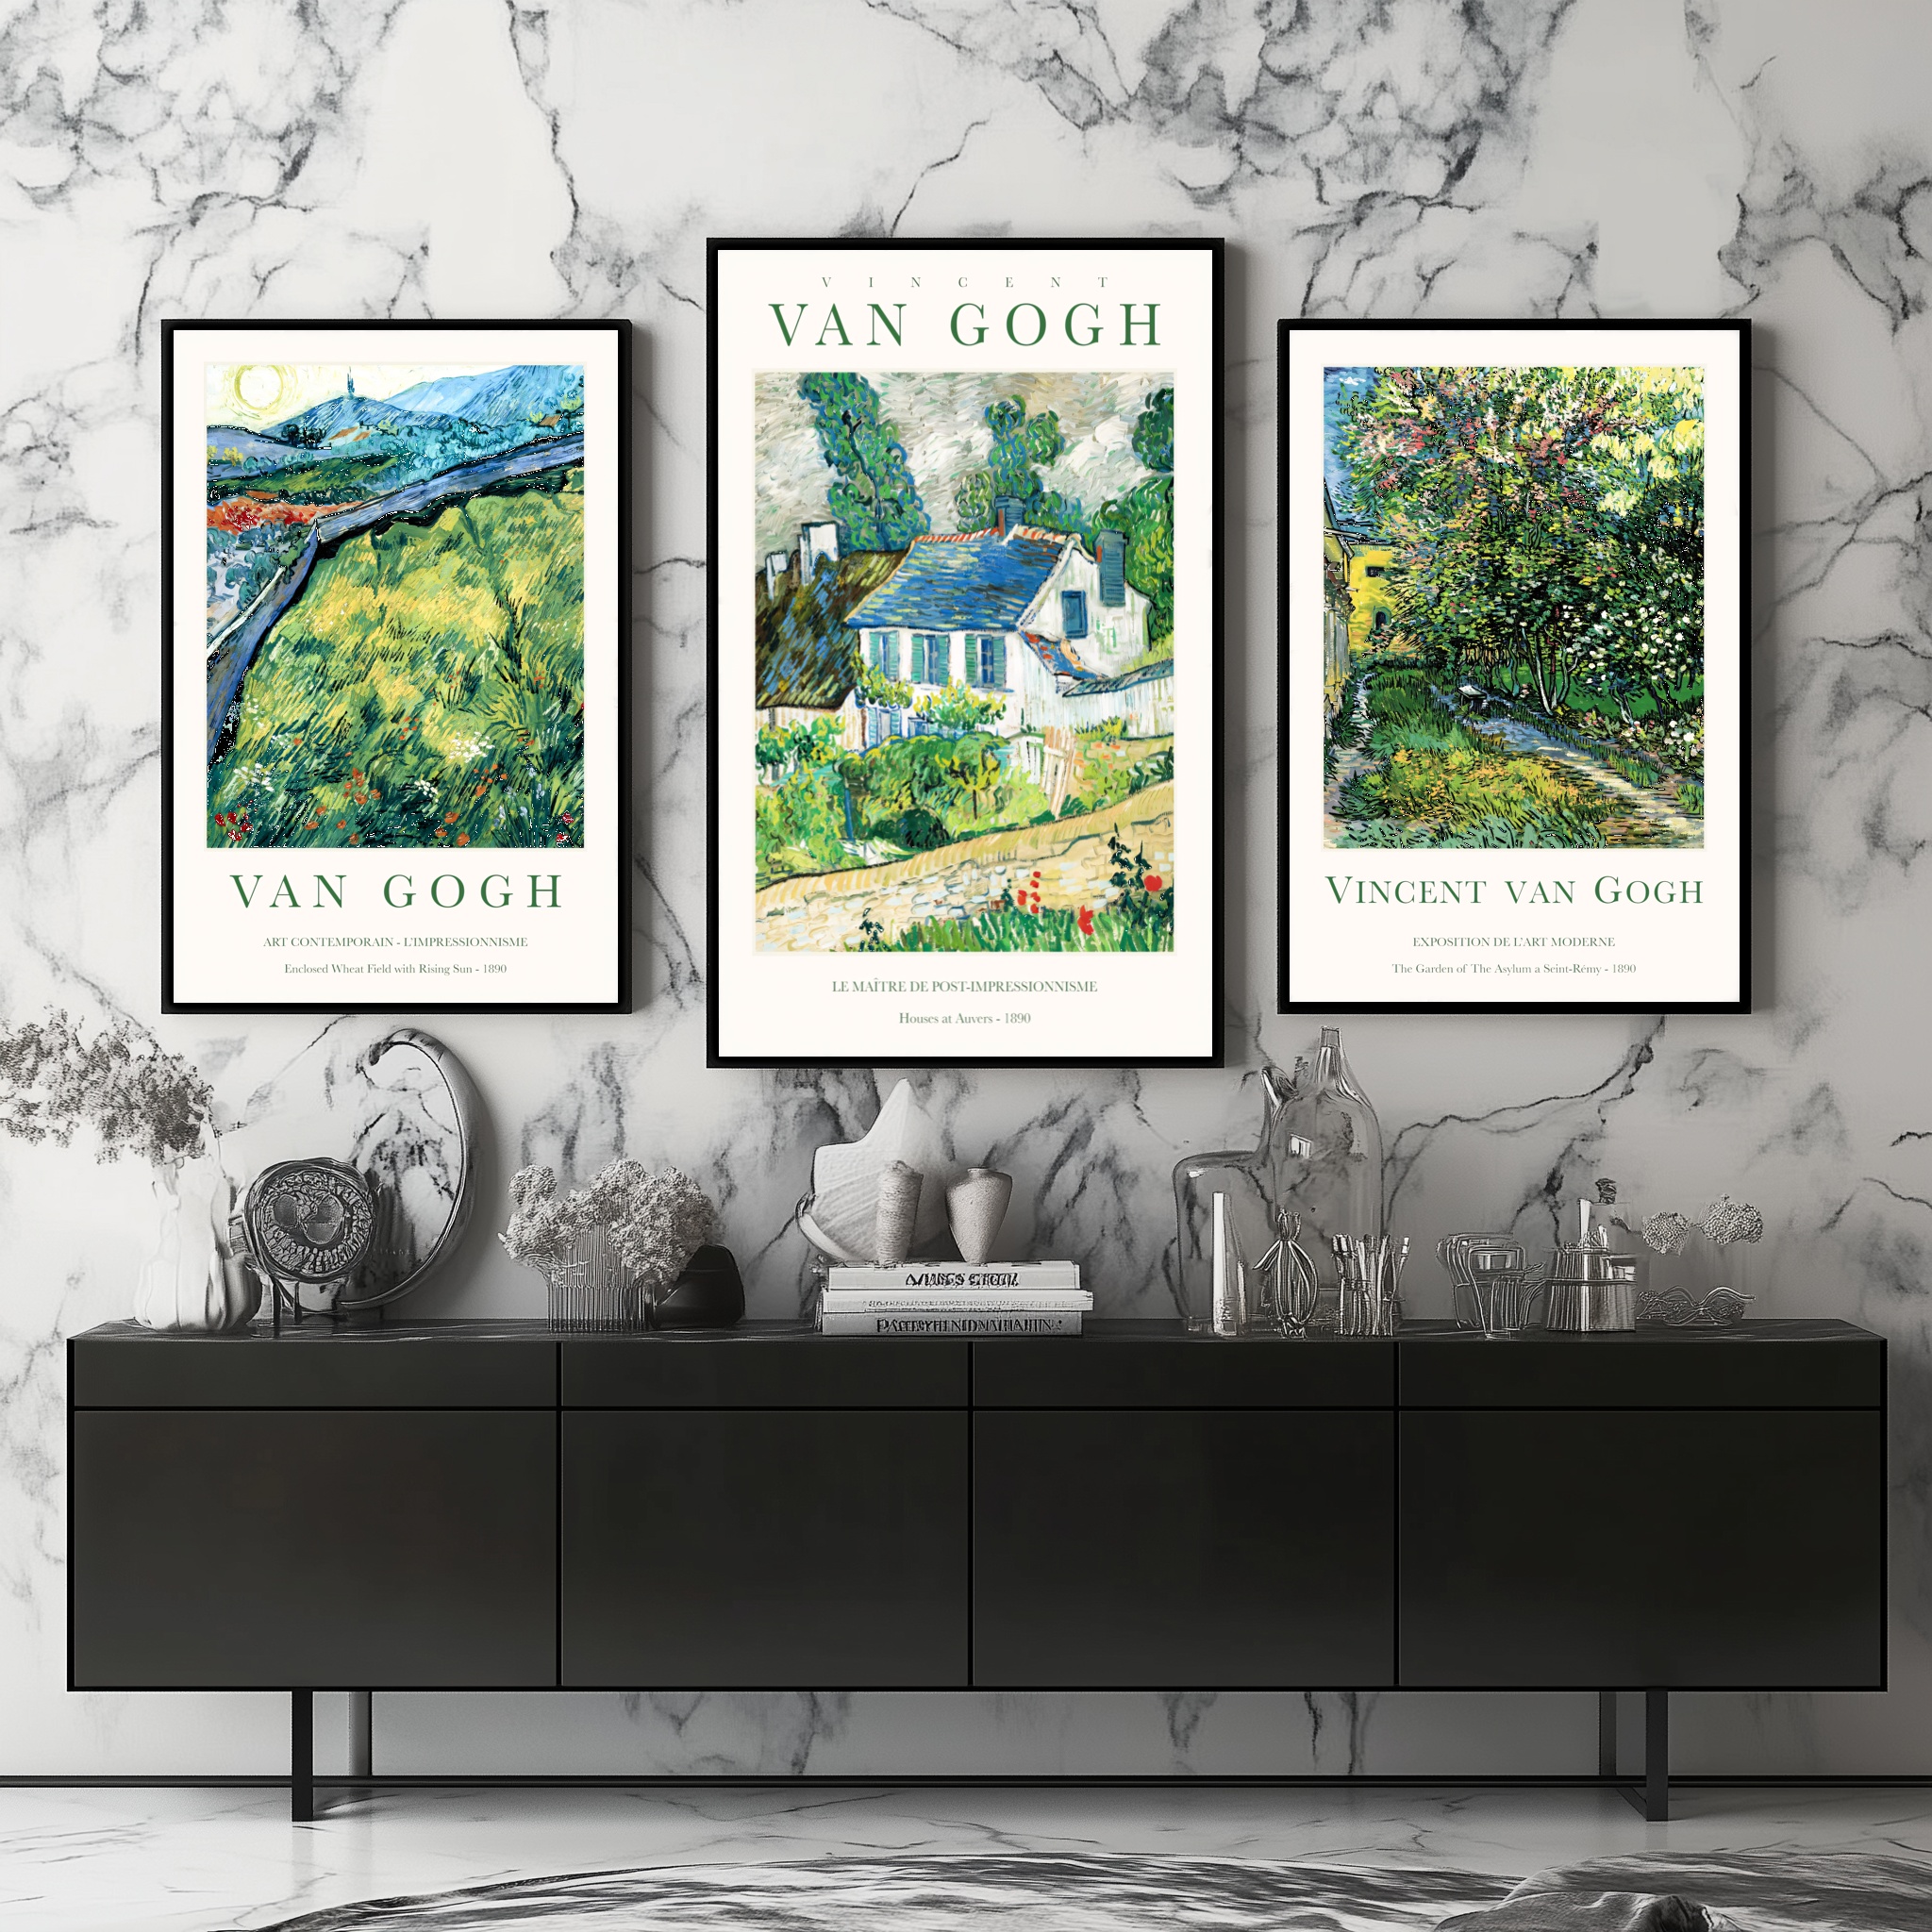 VAN GOGH
ART CONTEMPORAIN - L'IMPRESSIONNISME
Enclosed Wheat Field with Rising Sun - 1890
VINCENT
VAN GOGH
LE MAÎTRE DE POST-IMPRESSIONNISME
Houses at Auvers - 1890
VINCENT VAN GOGH
EXPOSITION DE L'ART MODERNE
The Garden of The Asylum a Seint-Rémy - 1890